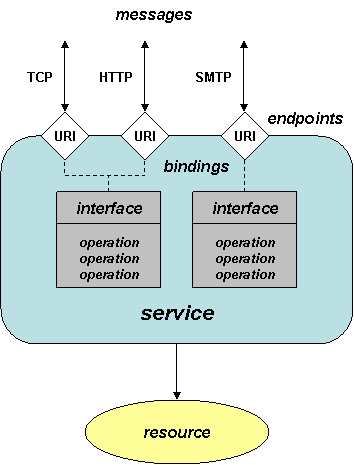 messages
TCP HTTP SMTP
URI URI URI endpoints
bindings
interface interface
operation operation
operation operation
operation operation
service
resource